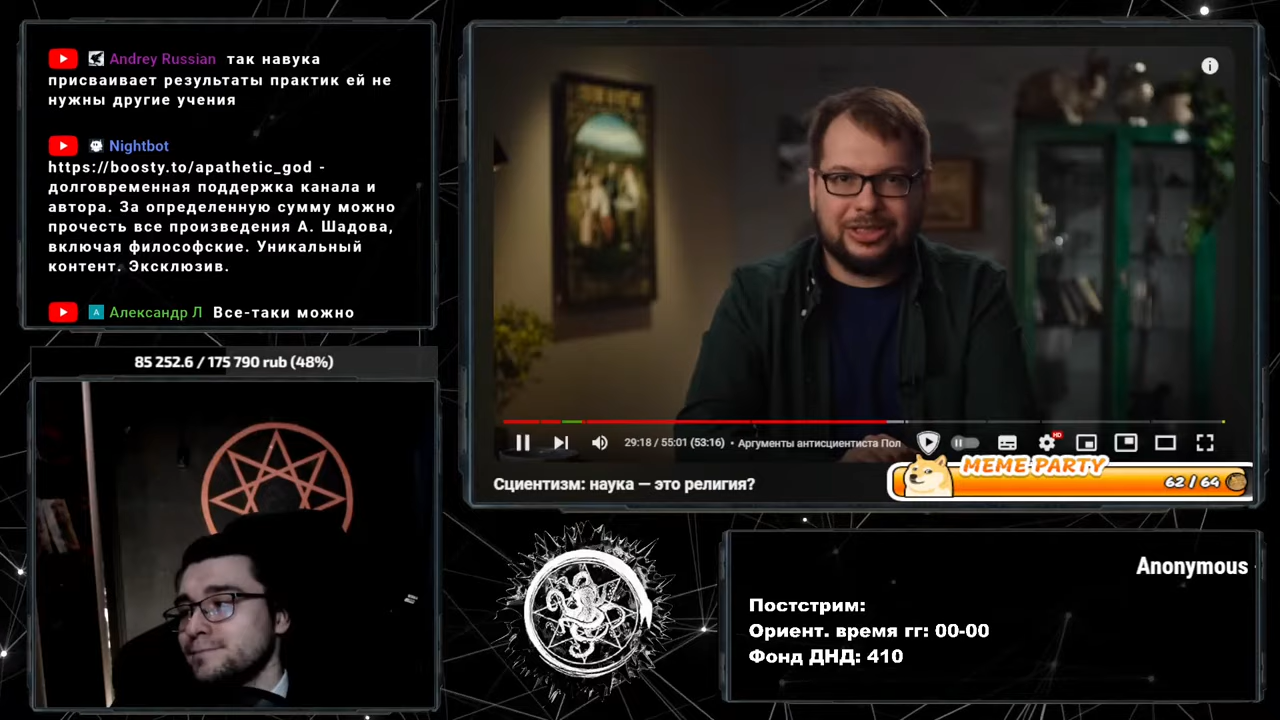 Andrey Russian так навука
присваивает результаты практик ей не
нужны другие учения
Nightbot
https://boosty.to/apathetic_god -
долговременная поддержка канала и
автора. За определенную сумму можно
прочесть все произведения А. Шадова,
включая философские. Уникальный
контент. Эксклюзив.
А Александр Л Все-таки можно
85 252.6 / 175 790 rub (48%)
29:18 / 55:01 (53:16) • Аргументы антисциентиста Пол
HD
Сциентизм: наука — это религия?
MEME PARTY
62 / 64
Anonymous
Постстрим:
Ориент. время гг: 00-00
Фонд ДНД: 410